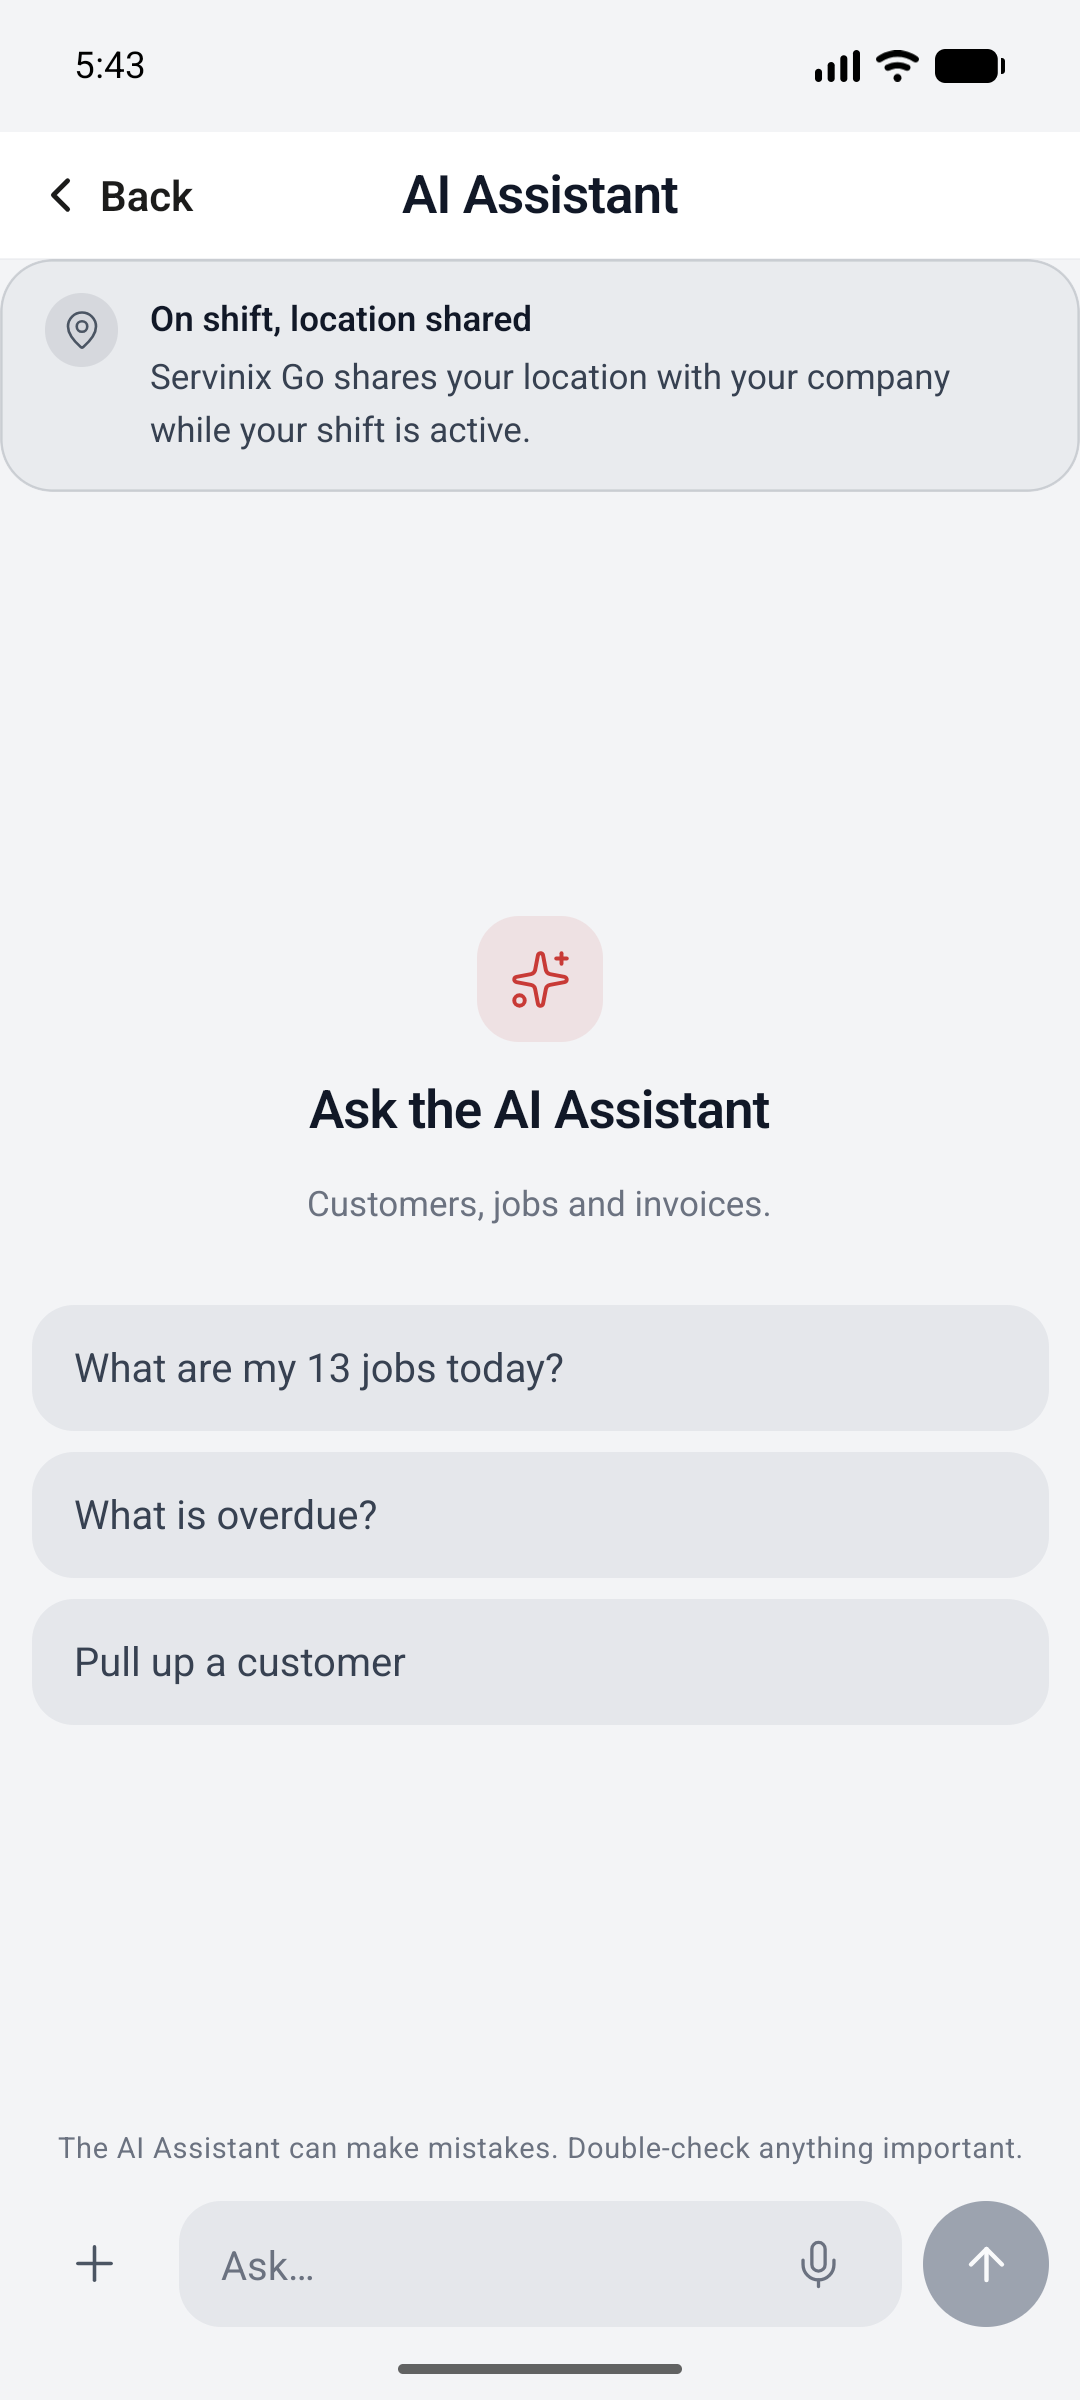 5:43
Back
AI Assistant
On shift, location shared
Servinix Go shares your location with your company
while your shift is active.
Ask the AI Assistant
Customers, jobs and invoices.
What are my 13 jobs today?
What is overdue?
Pull up a customer
The AI Assistant can make mistakes. Double-check anything important.
Ask…